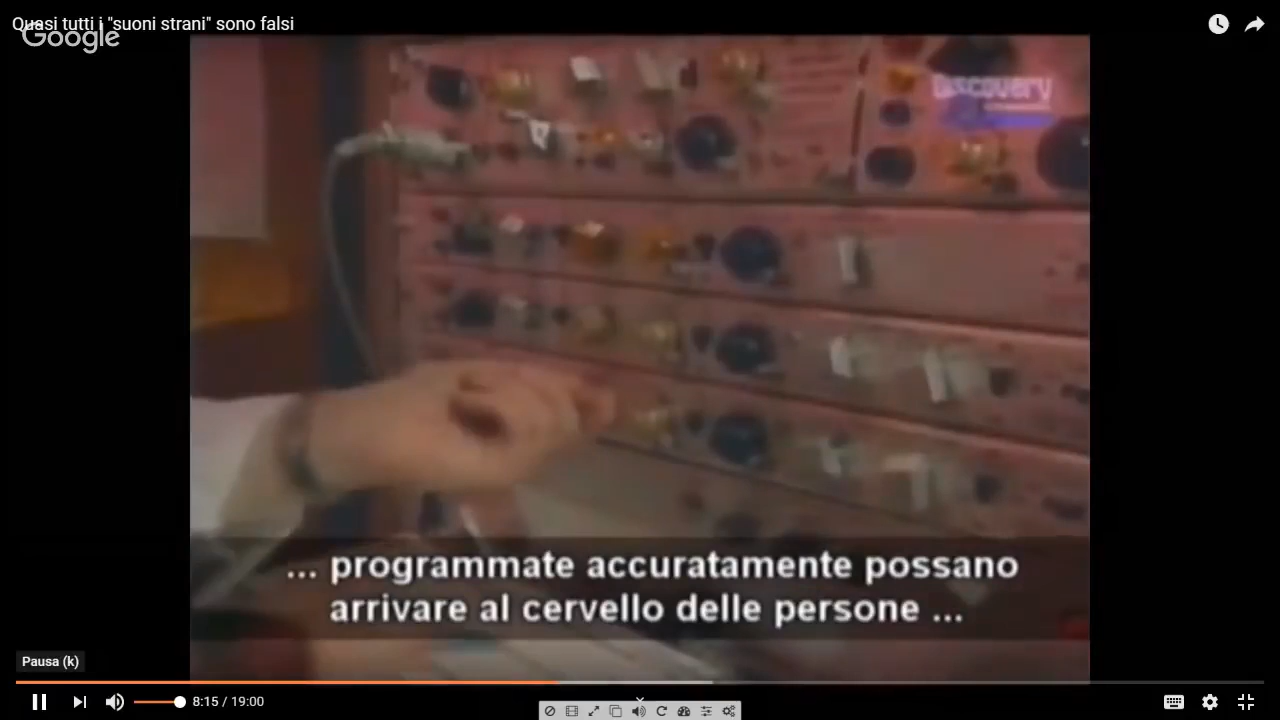 Quasi tutti i "suoni strani" sono falsi
Google
Discovery
... programmate accuratamente possano
arrivare al cervello delle persone ...
Pausa (k)
8:15 / 19:00